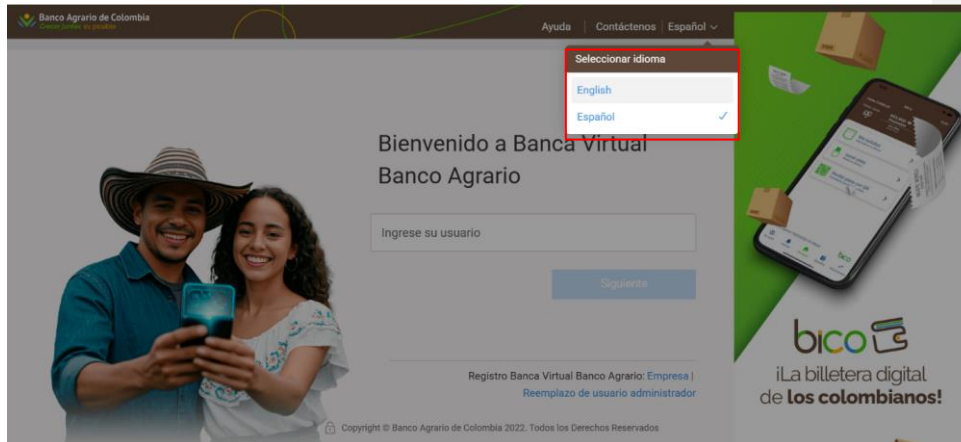 Banco Agrario de Colombia
Ayuda | Contáctenos | Español
Seleccionar idioma
English
Español
Bienvenido a Banca Virtual
Banco Agrario
Ingrese su usuario
Siguiente
Registro Banca Virtual Banco Agrario: Empresa |
Reemplazo de usuario administrador
Copyright © Banco Agrario de Colombia 2022. Todos los Derechos Reservados
bico
bico
¡La billetera digital
de los colombianos!